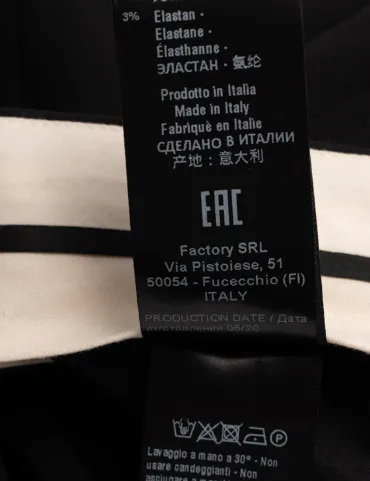 3% Elastan ·
Elastane ·
Élasthanne ·
ЭЛАСТАН · 氨纶
Prodotto in Italia
Made in Italy
Fabriquè en Italie
СДЕЛАНО В ИТАЛИИ
产地：意大利
EAC
Factory SRL
Via Pistoiese, 51
50054 - Fucecchio (FI)
ITALY
PRODUCTION DATE / Дата
изготовления 06/20
P
Lavaggio a mano a 30° - Non
usare candeggianti - Non
asciugare a